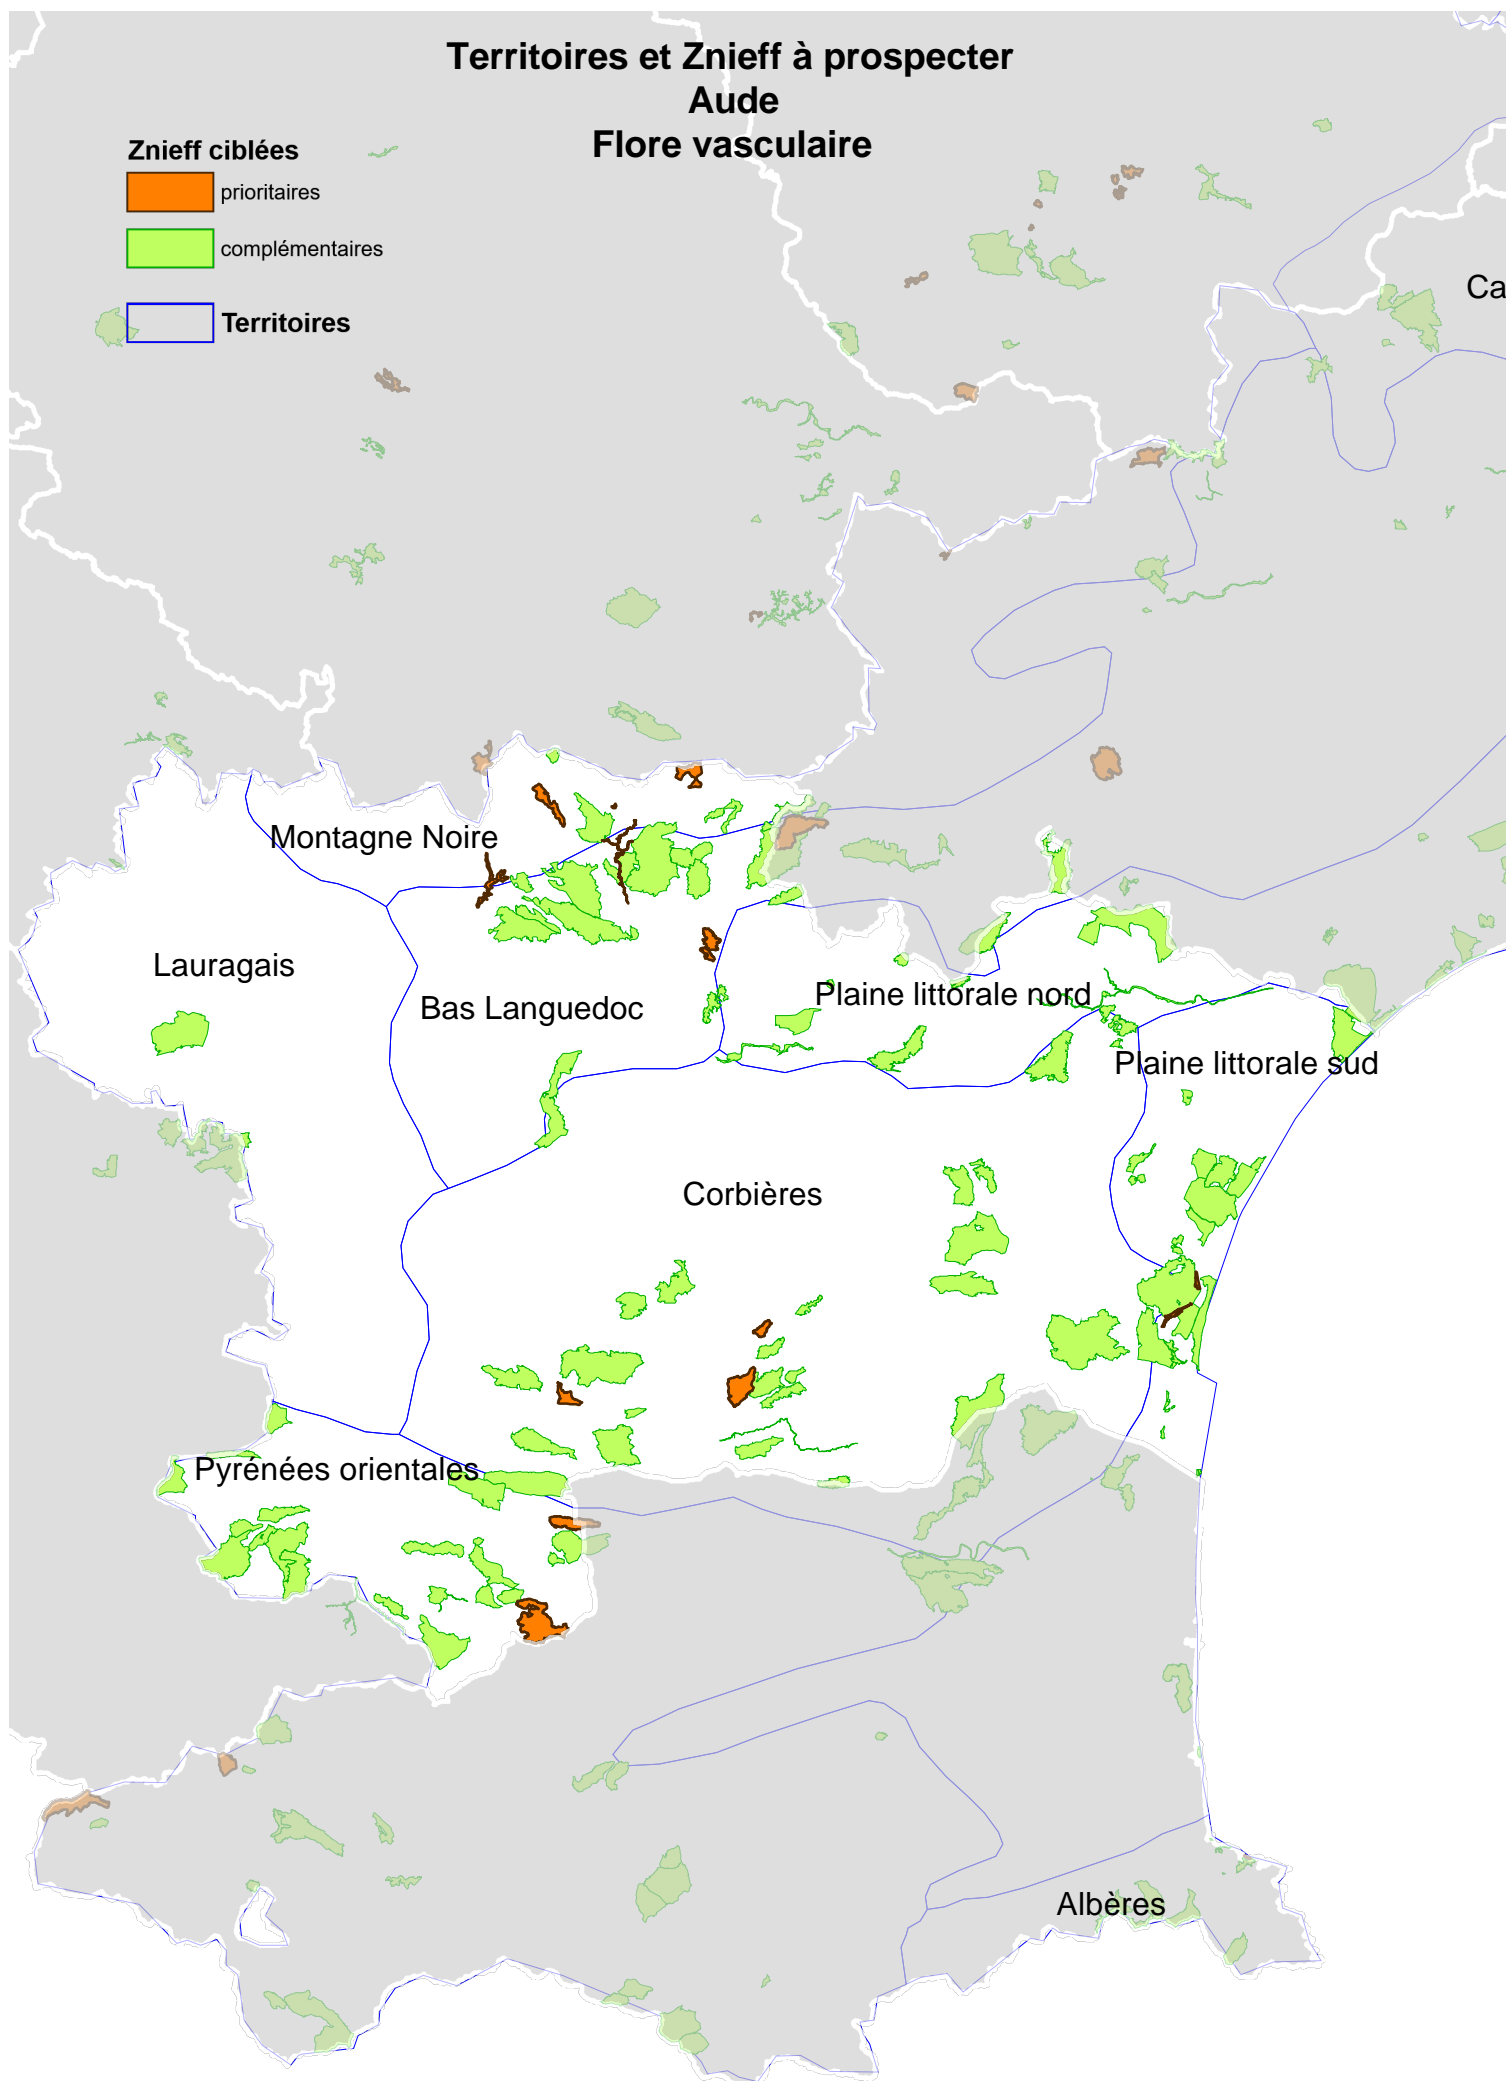 Territoires et Znieff à prospecter
Aude
Flore vasculaire
Znieff ciblées
prioritaires
complémentaires
Territoires
Ca
Montagne Noire
Lauragais
Bas Languedoc
Plaine littorale nord
Plaine littorale sud
Corbières
Pyrénées orientales
Albères